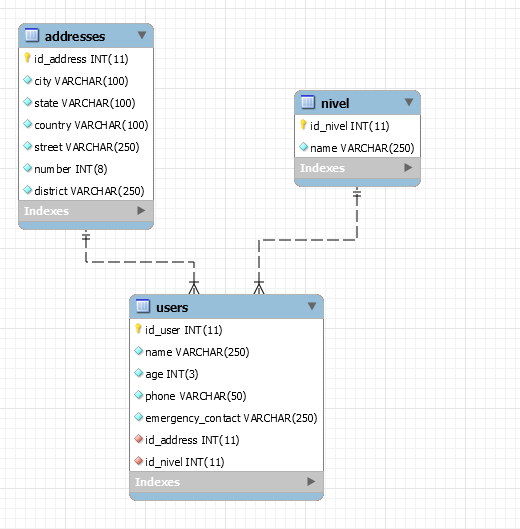 addresses
id_address INT(11)
city VARCHAR(100)
state VARCHAR(100)
country VARCHAR(100)
street VARCHAR(250)
number INT(8)
district VARCHAR(250)
Indexes
nivel
id_nivel INT(11)
name VARCHAR(250)
Indexes
users
id_user INT(11)
name VARCHAR(250)
age INT(3)
phone VARCHAR(50)
emergency_contact VARCHAR(250)
id_address INT(11)
id_nivel INT(11)
Indexes